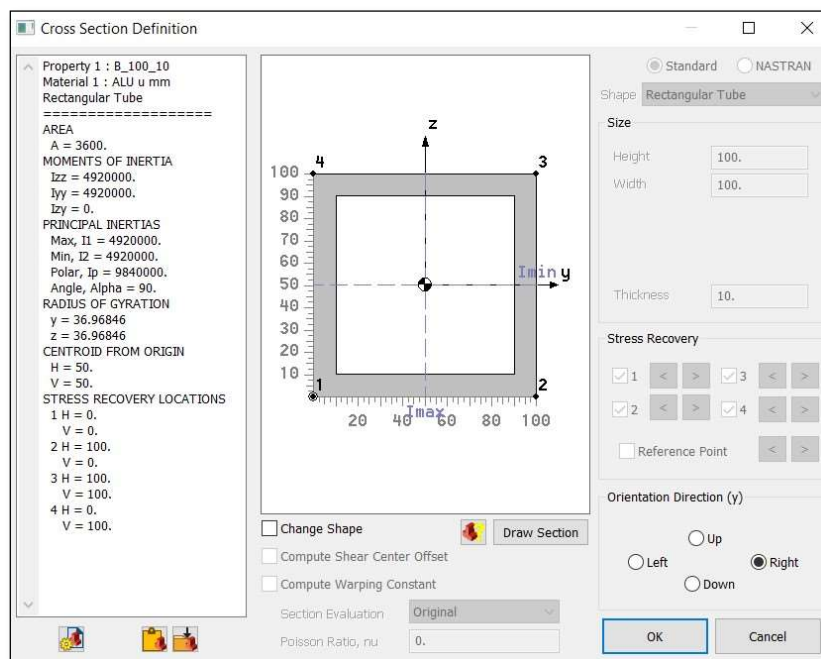 Cross Section Definition
Property 1 : B_100_10
Material 1 : ALU u mm
Rectangular Tube
===================
AREA
A = 3600.
MOMENTS OF INERTIA
Izz = 4920000.
Iyy = 4920000.
Izy = 0.
PRINCIPAL INERTIAS
Max, I1 = 4920000.
Min, I2 = 4920000.
Polar, Ip = 9840000.
Angle, Alpha = 90.
RADIUS OF GYRATION
y = 36.96846
z = 36.96846
CENTROID FROM ORIGIN
H = 50.
V = 50.
STRESS RECOVERY LOCATIONS
1 H = 0.
V = 0.
2 H = 100.
V = 0.
3 H = 100.
V = 100.
4 H = 0.
V = 100.
z
4 3
100
90
80
70
60
50
40
30
20
10
Imin y
1 2
Imax
20 40 60 80 100
Change Shape
Draw Section
Compute Shear Center Offset
Compute Warping Constant
Section Evaluation Original
Poisson Ratio, nu 0.
Standard NASTRAN
Shape Rectangular Tube
Size
Height 100.
Width 100.
Thickness 10.
Stress Recovery
1 < > 3 < >
2 < > 4 < >
Reference Point < >
Orientation Direction (y)
Up
Left Right
Down
OK Cancel